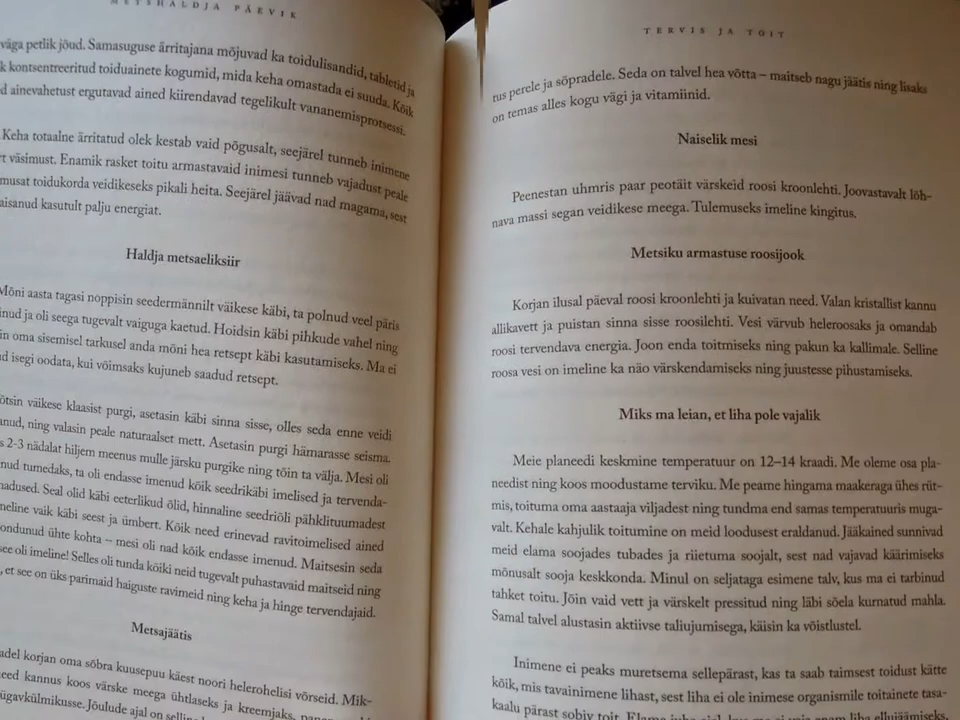 METSHALDJA PÄEVIK
väga petlik jõud. Samasuguse ärritajana mõjuvad ka toidulisandid, tabletid ja
k kontsentreeritud toiduainete kogumid, mida keha omastada ei suuda. Kõik
d ainevahetust ergutavad ained kiirendavad tegelikult vananemisprotsessi.
Keha totaalne ärritatud olek kestab vaid põgusalt, seejärel tunneb inimene
t väsimust. Enamik rasket toitu armastavaid inimesi tunneb vajadust peale
musat toidukorda veidikeseks pikali heita. Seejärel jäävad nad magama, sest
aisanud kasutult palju energiat.
Haldja metsaeliksiir
Mõni aasta tagasi noppisin seedermännilt väikese käbi, ta polnud veel päris
inud ja oli seega tugevalt vaiguga kaetud. Hoidsin käbi pihkude vahel ning
in oma sisemisel tarkusel anda mõni hea retsept käbi kasutamiseks. Ma ei
d isegi oodata, kui võimsaks kujuneb saadud retsept.
õtsin väikese klaasist purgi, asetasin käbi sinna sisse, olles seda enne veidi
anud, ning valasin peale naturaalset mett. Asetasin purgi hämarasse seisma.
s 2-3 nädalat hiljem meenus mulle järsku purgike ning tõin ta välja. Mesi oli
nud tumedaks, ta oli endasse imenud kõik seedrikäbi imelised ja tervenda-
nadused. Seal olid käbi eeterlikud õlid, hinnaline seedriõli pähklituumadest
meline vaik käbi seest ja ümbert. Kõik need erinevad ravitoimelised ained
ondunud ühte kohta – mesi oli nad kõik endasse imenud. Maitsesin seda
see oli imeline! Selles oli tunda kõiki neid tugevalt puhastavaid maitseid ning
, et see on üks parimaid haiguste ravimeid ning keha ja hinge tervendajaid.
Metsajäätis
adel korjan oma sõbra kuusepuu käest noori helerohelisi võrseid. Mik-
eed kannus koos värske meega ühtlaseks ja kreemjaks,
ügavkülmikusse. Jõulude ajal on
TERVIS JA TOIT
tus perele ja sõpradele. Seda on talvel hea võtta – maitseb nagu jäätis ning lisaks
on temas alles kogu vägi ja vitamiinid.
Naiselik mesi
Peenestan uhmris paar peotäit värskeid roosi kroonlehti. Joovastavalt lõh-
nava massi segan veidikese meega. Tulemuseks imeline kingitus.
Metsiku armastuse roosijook
Korjan ilusal päeval roosi kroonlehti ja kuivatan need. Valan kristallist kannu
allikavett ja puistan sinna sisse roosilehti. Vesi värvub heleroosaks ja omandab
roosi tervendava energia. Joon enda toitmiseks ning pakun ka kallimale. Selline
roosa vesi on imeline ka näo värskendamiseks ning juustesse pihustamiseks.
Miks ma leian, et liha pole vajalik
Meie planeedi keskmine temperatuur on 12–14 kraadi. Me oleme osa pla-
needist ning koos moodustame terviku. Me peame hingama maakeraga ühes rüt-
mis, toituma oma aastaaja viljadest ning tundma end samas temperatuuris muga-
valt. Kehale kahjulik toitumine on meid loodusest eraldanud. Jääkained sunnivad
meid elama soojades tubades ja riietuma soojalt, sest nad vajavad käärimiseks
mõnusalt sooja keskkonda. Minul on seljataga esimene talv, kus ma ei tarbinud
tahket toitu. Jõin vaid vett ja värskelt pressitud ning läbi sõela kurnatud mahla.
Samal talvel alustasin aktiivse taliujumisega, käisin ka võistlustel.
Inimene ei peaks muretsema sellepärast, kas ta saab taimsest toidust kätte
kõik, mis tavainimene lihast, sest liha ei ole inimese organismile toitainete tasa-
kaalu pärast sobiv toit.